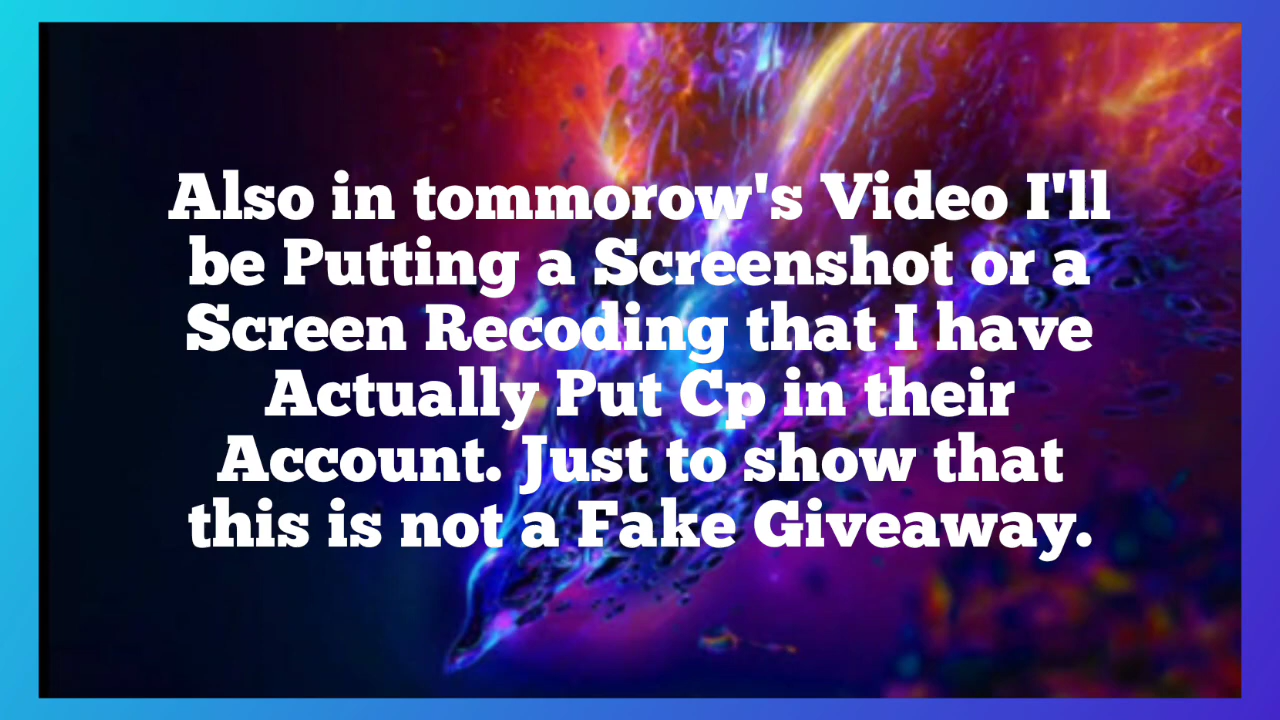 Also in tommorow's Video I'll
be Putting a Screenshot or a
Screen Recoding that I have
Actually Put Cp in their
Account. Just to show that
this is not a Fake Giveaway.